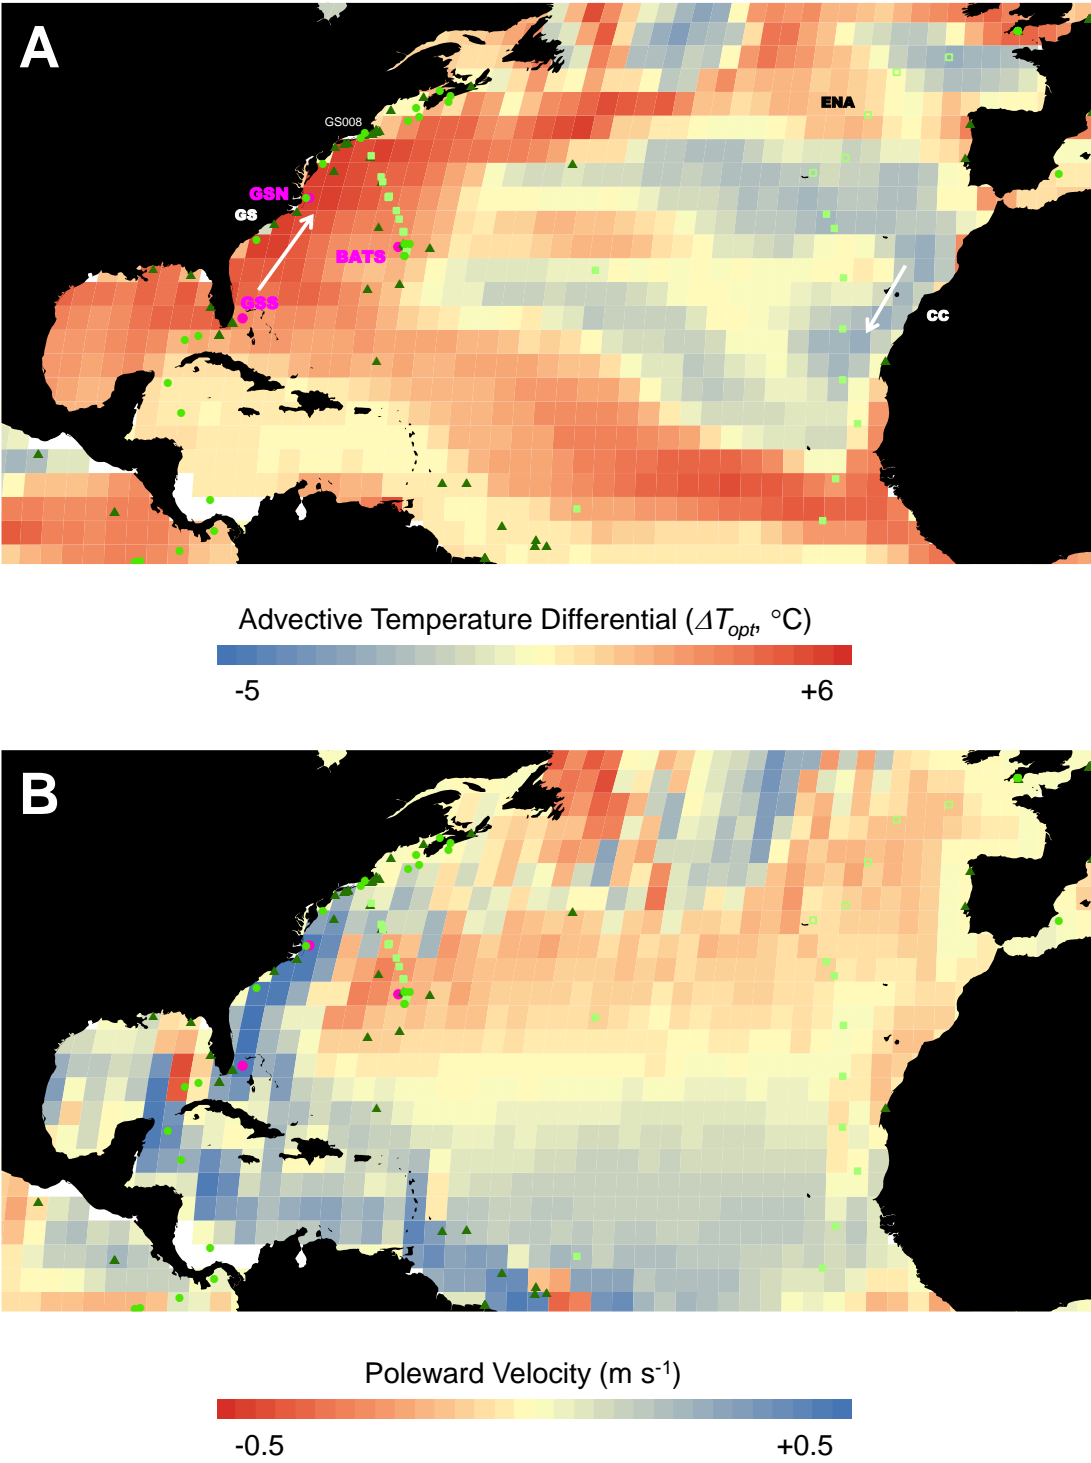 A
ENA
GS008
GSN
GS
BATS
GSS
CC
Advective Temperature Differential (ΔTopt, °C)
-5 +6
B
Poleward Velocity (m s-1)
-0.5 +0.5